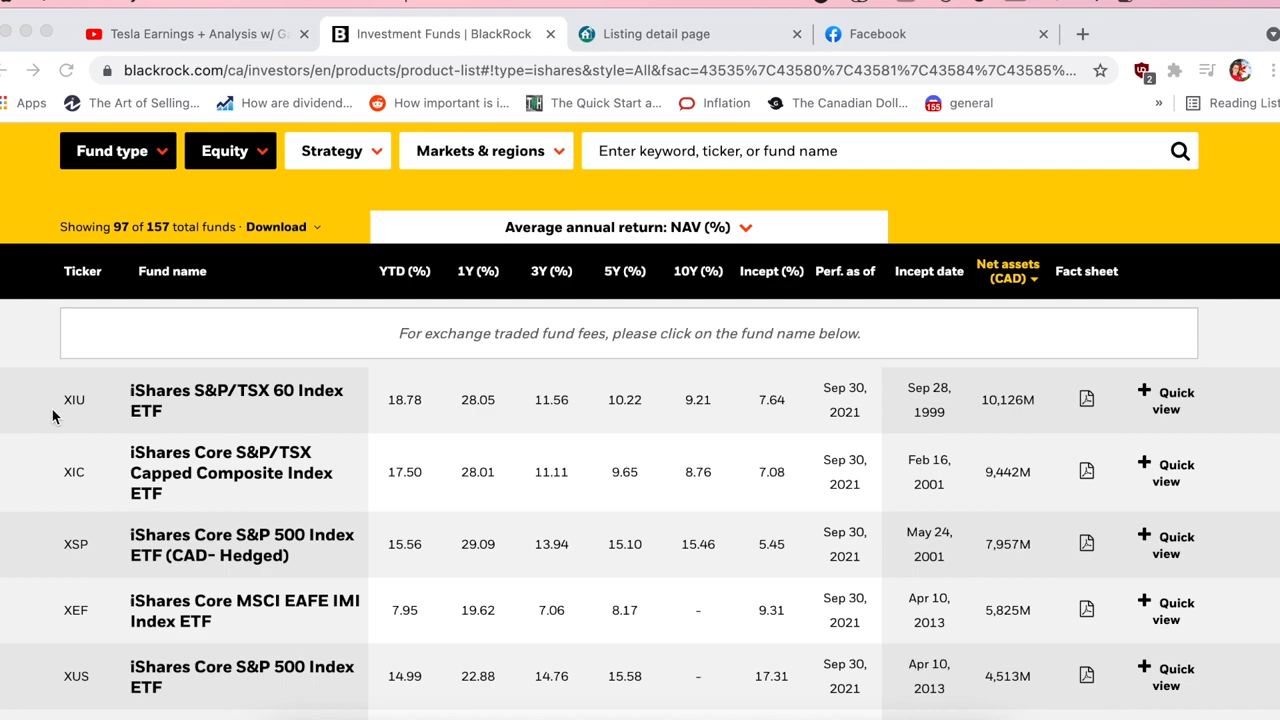 Tesla Earnings + Analysis w/ Ga
Investment Funds | BlackRock
Listing detail page
Facebook
blackrock.com/ca/investors/en/products/product-list#!type=ishares&style=All&fsac=43535%7C43580%7C43581%7C43584%7C43585%...
2
Apps
The Art of Selling...
How are dividend...
How important is i...
The Quick Start a...
Inflation
The Canadian Doll...
155
general
»
Reading List
Fund type
Equity
Strategy
Markets & regions
Enter keyword, ticker, or fund name
Showing 97 of 157 total funds · Download
Average annual return: NAV (%)
Ticker Fund name YTD (%) 1Y (%) 3Y (%) 5Y (%) 10Y (%) Incept (%) Perf. as of Incept date Net assets (CAD) Fact sheet
For exchange traded fund fees, please click on the fund name below.
XIU
iShares S&P/TSX 60 Index
ETF
18.78 28.05 11.56 10.22 9.21 7.64
Sep 30,
2021
Sep 28,
1999
10,126M
Quick
view
XIC
iShares Core S&P/TSX
Capped Composite Index
ETF
17.50 28.01 11.11 9.65 8.76 7.08
Sep 30,
2021
Feb 16,
2001
9,442M
Quick
view
XSP
iShares Core S&P 500 Index
ETF (CAD- Hedged)
15.56 29.09 13.94 15.10 15.46 5.45
Sep 30,
2021
May 24,
2001
7,957M
Quick
view
XEF
iShares Core MSCI EAFE IMI
Index ETF
7.95 19.62 7.06 8.17 - 9.31
Sep 30,
2021
Apr 10,
2013
5,825M
Quick
view
XUS
iShares Core S&P 500 Index
ETF
14.99 22.88 14.76 15.58 - 17.31
Sep 30,
2021
Apr 10,
2013
4,513M
Quick
view